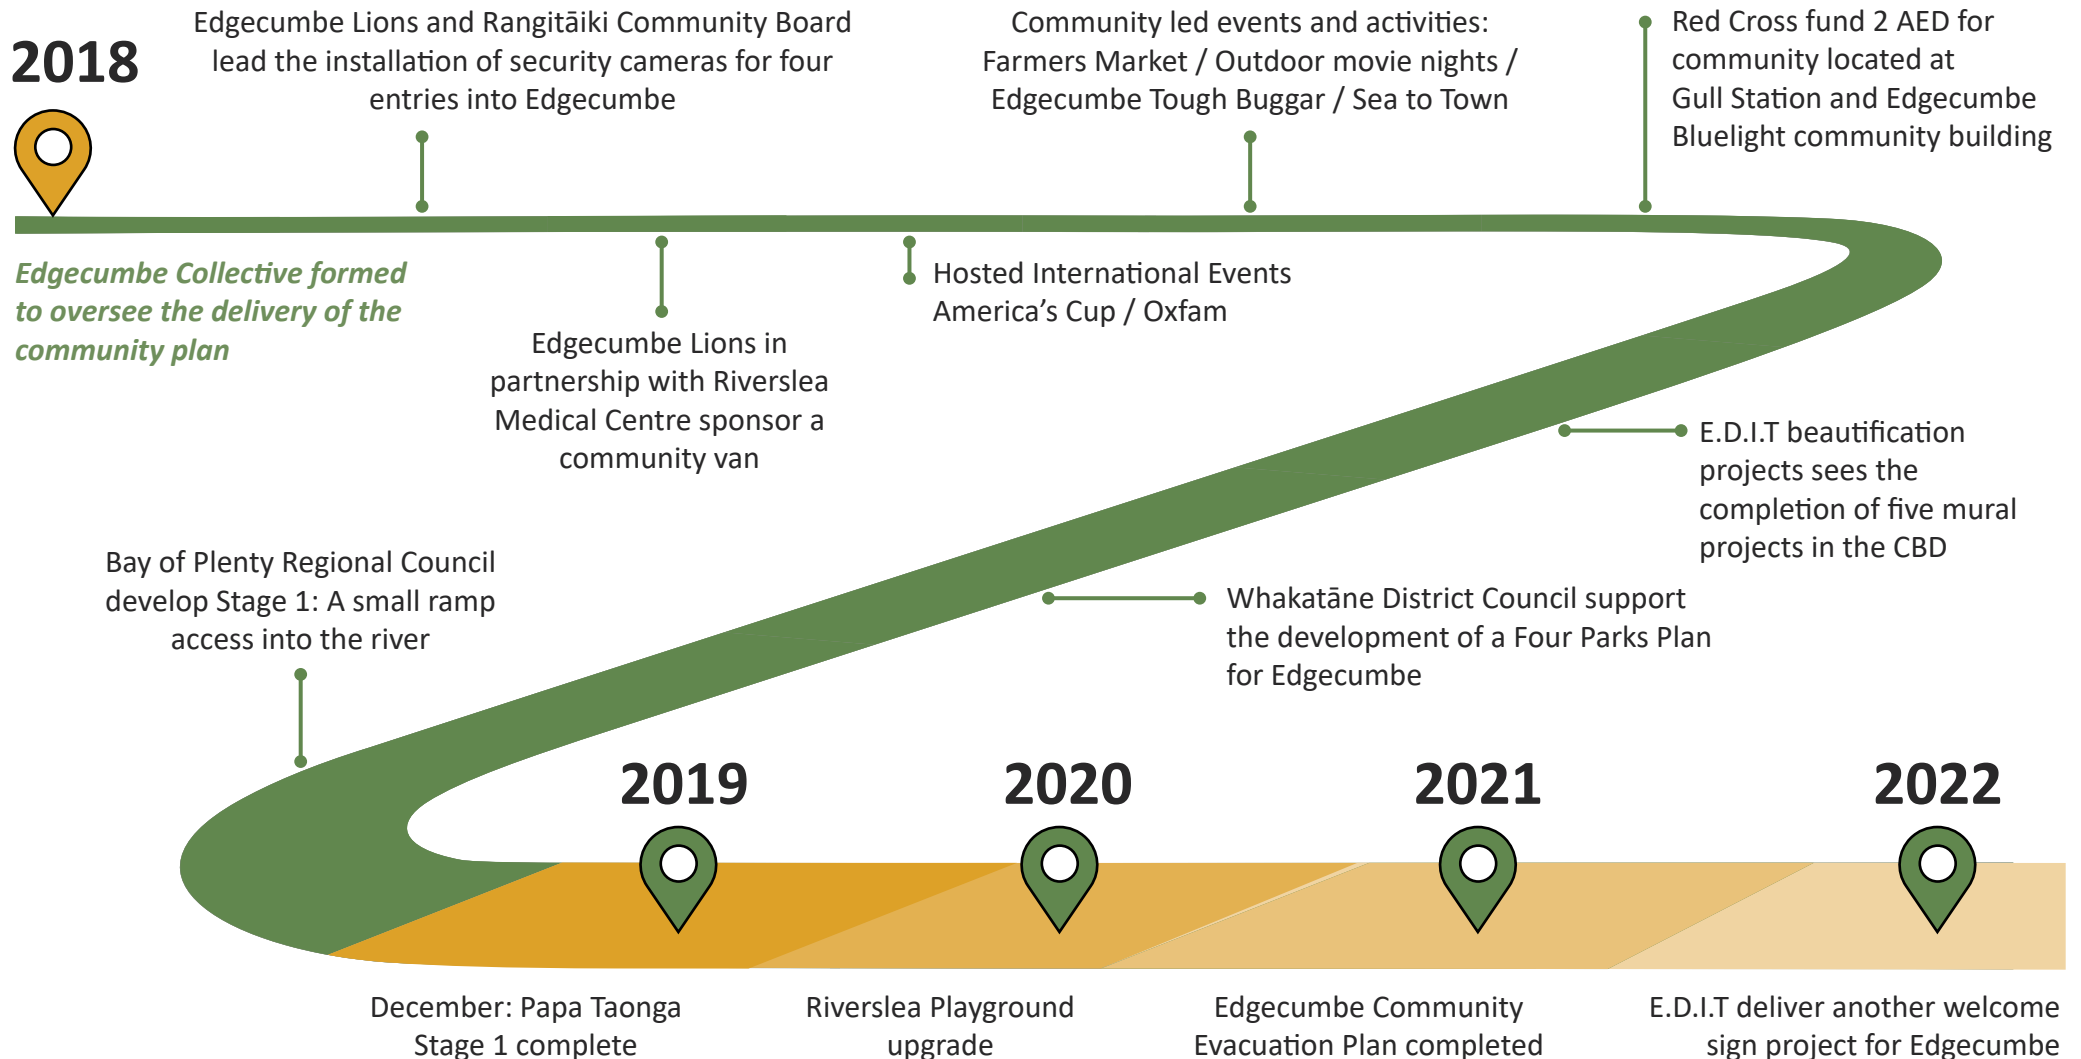 2018
Edgecumbe Collective formed
to oversee the delivery of the
community plan
Edgecumbe Lions and Rangitāiki Community Board
lead the installation of security cameras for four
entries into Edgecumbe
Edgecumbe Lions in
partnership with Riverslea
Medical Centre sponsor a
community van
Hosted International Events
America's Cup / Oxfam
Community led events and activities:
Farmers Market / Outdoor movie nights /
Edgecumbe Tough Buggar / Sea to Town
Red Cross fund 2 AED for
community located at
Gull Station and Edgecumbe
Bluelight community building
E.D.I.T beautification
projects sees the
completion of five mural
projects in the CBD
Whakatāne District Council support
the development of a Four Parks Plan
for Edgecumbe
Bay of Plenty Regional Council
develop Stage 1: A small ramp
access into the river
2019
December: Papa Taonga
Stage 1 complete
2020
Riverslea Playground
upgrade
2021
Edgecumbe Community
Evacuation Plan completed
2022
E.D.I.T deliver another welcome
sign project for Edgecumbe